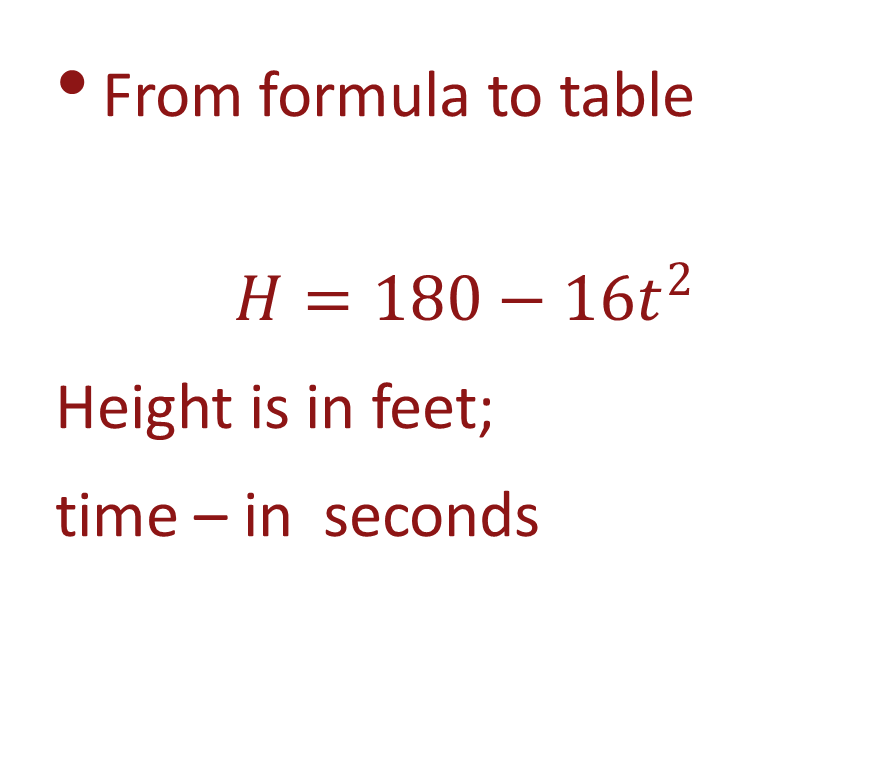 • From formula to table
H = 180 − 16t²
Height is in feet;
time – in  seconds